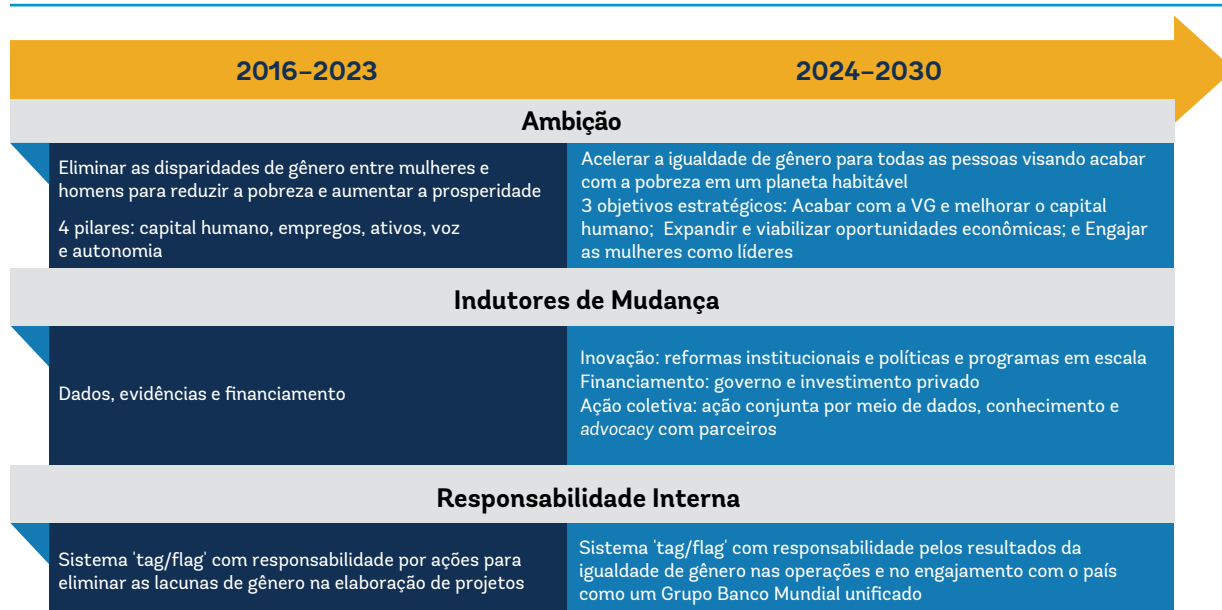 2016–2023
2024–2030
Ambição
Eliminar as disparidades de gênero entre mulheres e
homens para reduzir a pobreza e aumentar a prosperidade
4 pilares: capital humano, empregos, ativos, voz
e autonomia
Acelerar a igualdade de gênero para todas as pessoas visando acabar
com a pobreza em um planeta habitável
3 objetivos estratégicos: Acabar com a VG e melhorar o capital
humano; Expandir e viabilizar oportunidades econômicas; e Engajar
as mulheres como líderes
Indutores de Mudança
Dados, evidências e financiamento
Inovação: reformas institucionais e políticas e programas em escala
Financiamento: governo e investimento privado
Ação coletiva: ação conjunta por meio de dados, conhecimento e
advocacy com parceiros
Responsabilidade Interna
Sistema 'tag/flag' com responsabilidade por ações para
eliminar as lacunas de gênero na elaboração de projetos
Sistema 'tag/flag' com responsabilidade pelos resultados da
igualdade de gênero nas operações e no engajamento com o país
como um Grupo Banco Mundial unificado